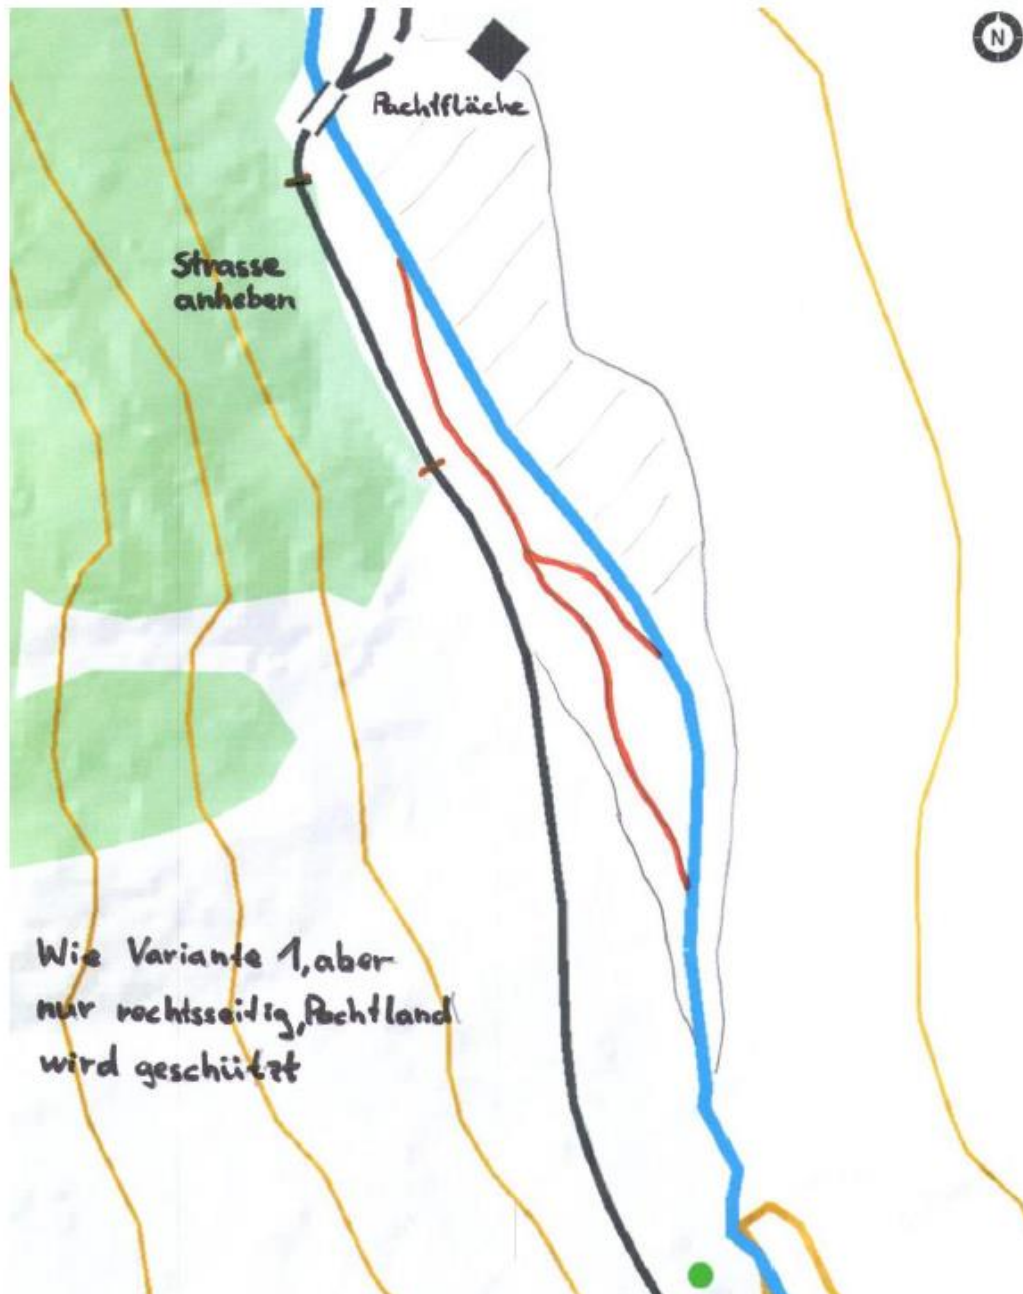 N
Pachtfläche
Strasse
anheben
Wie Variante 1, aber
nur rechtsseitig, Pachtland
wird geschützt